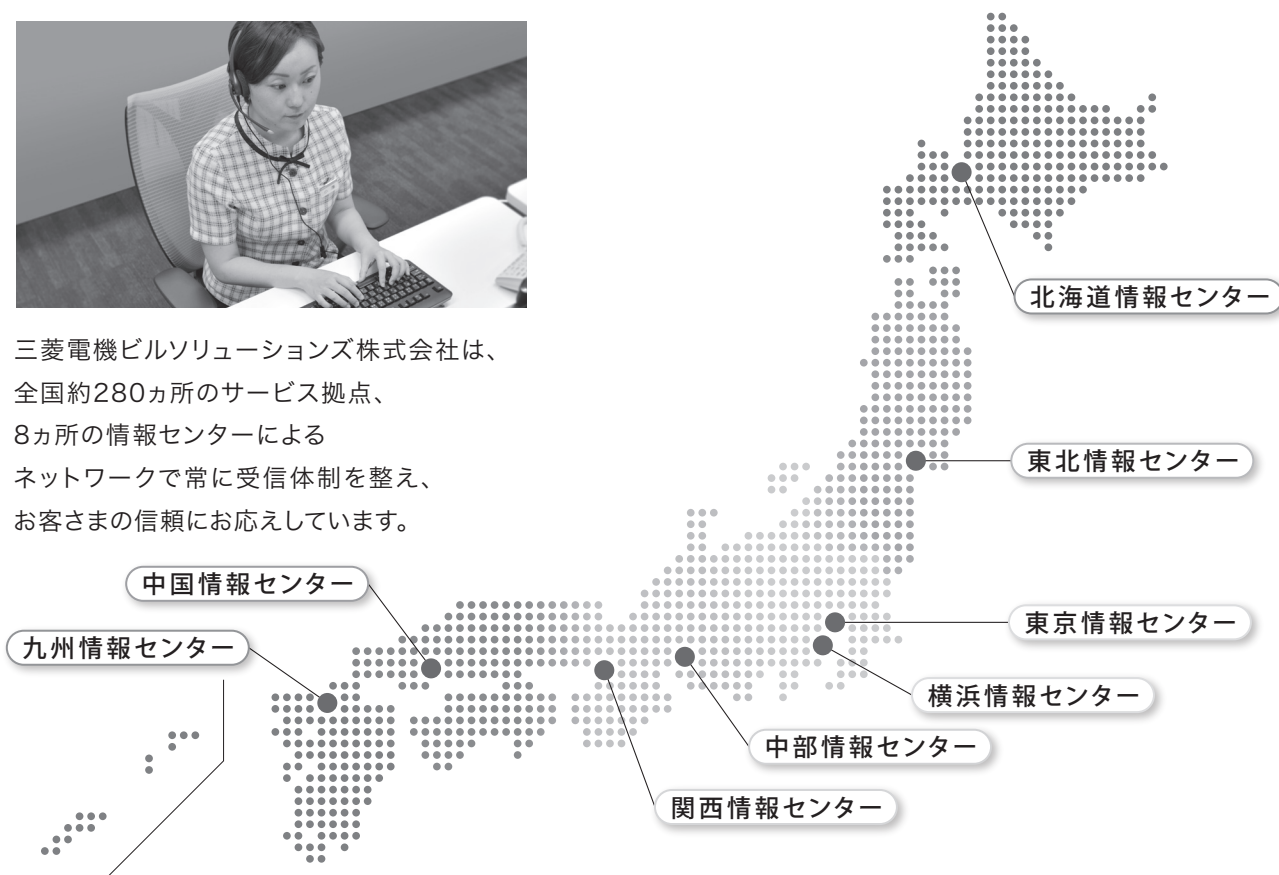 三菱電機ビルソリューションズ株式会社は、
全国約280ヵ所のサービス拠点、
8ヵ所の情報センターによる
ネットワークで常に受信体制を整え、
お客さまの信頼にお応えしています。
北海道情報センター
東北情報センター
中国情報センター
九州情報センター
東京情報センター
横浜情報センター
中部情報センター
関西情報センター